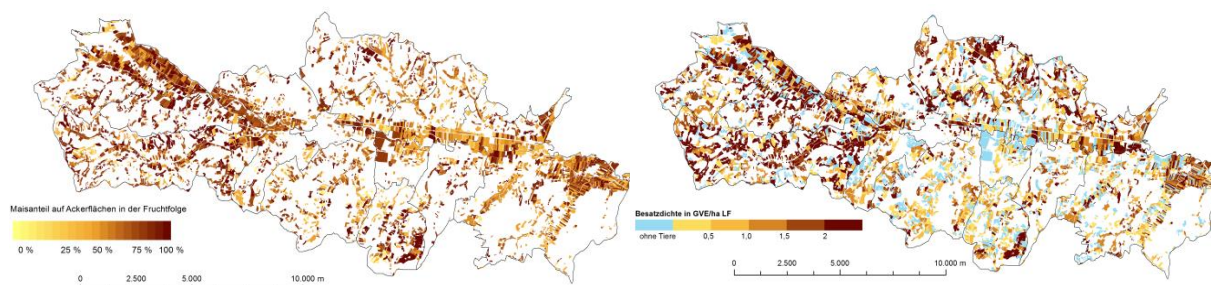 Maisanteil auf Ackerflächen in der Fruchtfolge
0 % 25 % 50 % 75 % 100 %
0 2.500 5.000 10.000 m
Besatzdichte in GVE/ha LF
ohne Tiere 0,5 1,0 1,5 2
0 2.500 5.000 10.000 m